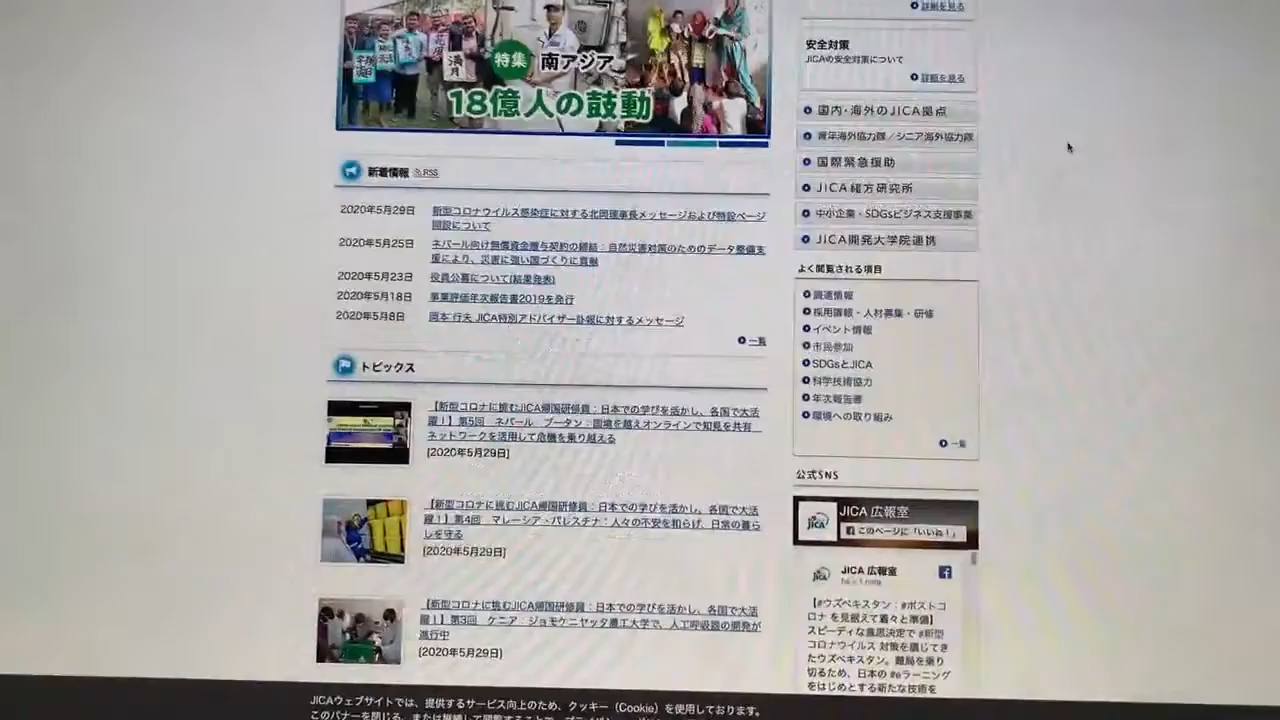 特集 南アジア
18億人の鼓動
新着情報 RSS
2020年5月29日 新型コロナウイルス感染症に対する北岡理事長メッセージおよび特設ページ
開設について
2020年5月25日 ネパール向け無償資金贈与契約の締結:自然災害対策のためのデータ整備支
援により、災害に強い国づくりに貢献
2020年5月23日 役員公募について(結果発表)
2020年5月18日 事業評価年次報告書2019を発行
2020年5月8日 岡本 行夫 JICA特別アドバイザー訃報に対するメッセージ
一覧
トピックス
【新型コロナに挑むJICA帰国研修員:日本での学びを活かし、各国で大活
躍!】第5回 ネパール ブータン:国境を越えオンラインで知見を共有
ネットワークを活用して危機を乗り越える
[2020年5月29日]
【新型コロナに挑むJICA帰国研修員:日本での学びを活かし、各国で大活
躍!】第4回 マレーシア・パレスチナ:人々の不安を和らげ、日常の暮ら
しを守る
[2020年5月29日]
【新型コロナに挑むJICA帰国研修員:日本での学びを活かし、各国で大活
躍!】第3回 ケニア ジョモケニヤッタ農工大学で、人工呼吸器の開発が
進行中
[2020年5月29日]
詳細を見る
安全対策
JICAの安全対策について
詳細を見る
国内・海外のJICA拠点
青年海外協力隊/シニア海外協力隊
国際緊急援助
JICA緒方研究所
中小企業・SDGsビジネス支援事業
JICA開発大学院連携
よく閲覧される項目
調達情報
採用情報・人材募集・研修
イベント情報
市民参加
SDGsとJICA
科学技術協力
年次報告書
環境への取り組み
一覧
公式SNS
JICA 広報室
このページに「いいね!」
JICA 広報室
【#ウズベキスタン:#ポストコ
ロナ を見据えて着々と準備】
スピーディな意思決定で #新型
コロナウイルス 対策を講じてき
たウズベキスタン。難局を乗り
切るため、日本の #eラーニング
をはじめとする新たな技術を
JICAウェブサイトでは、提供するサービス向上のため、クッキー(Cookie)を使用しております。